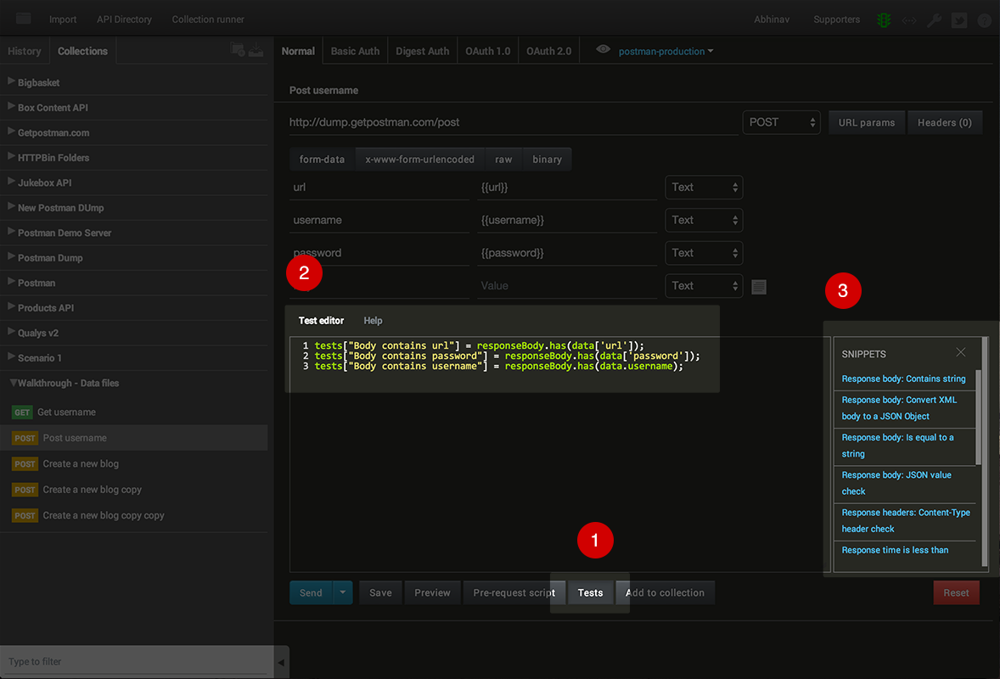 Import API Directory Collection runner Abhinav Supporters
History Collections
Normal Basic Auth Digest Auth OAuth 1.0 OAuth 2.0 postman-production
Bigbasket
Box Content API
Getpostman.com
HTTPBin Folders
Jukebox API
New Postman DUmp
Postman Demo Server
Postman Dump
Postman
Products API
Qualys v2
Scenario 1
Walkthrough - Data files
GET Get username
POST Post username
POST Create a new blog
POST Create a new blog copy
POST Create a new blog copy copy
Type to filter
Post username
http://dump.getpostman.com/post POST URL params Headers (0)
form-data x-www-form-urlencoded raw binary
url {{url}} Text
username {{username}} Text
password {{password}} Text
2
Value Text
3
Test editor Help
1 tests["Body contains url"] = responseBody.has(data['url']);
2 tests["Body contains password"] = responseBody.has(data['password']);
3 tests["Body contains username"] = responseBody.has(data.username);
SNIPPETS
Response body: Contains string
Response body: Convert XML
body to a JSON Object
Response body: Is equal to a
string
Response body: JSON value
check
Response headers: Content-Type
header check
Response time is less than
1
Send Save Preview Pre-request script Tests Add to collection Reset